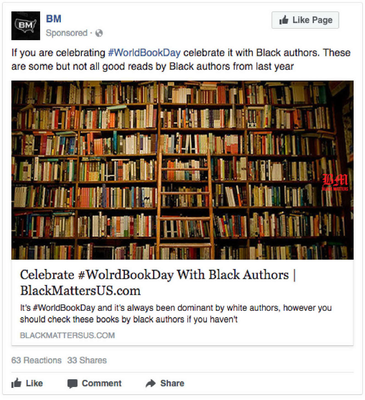 BM
BM
Sponsored ·
Like Page
If you are celebrating #WorldBookDay celebrate it with Black authors. These
are some but not all good reads by Black authors from last year
BM
BLACK MATTERS
Celebrate #WolrdBookDay With Black Authors |
BlackMattersUS.com
It's #WorldBookDay and it's always been dominant by white authors, however you
should check these books by black authors if you haven't
BLACKMATTERSUS.COM
63 Reactions 33 Shares
Like Comment Share